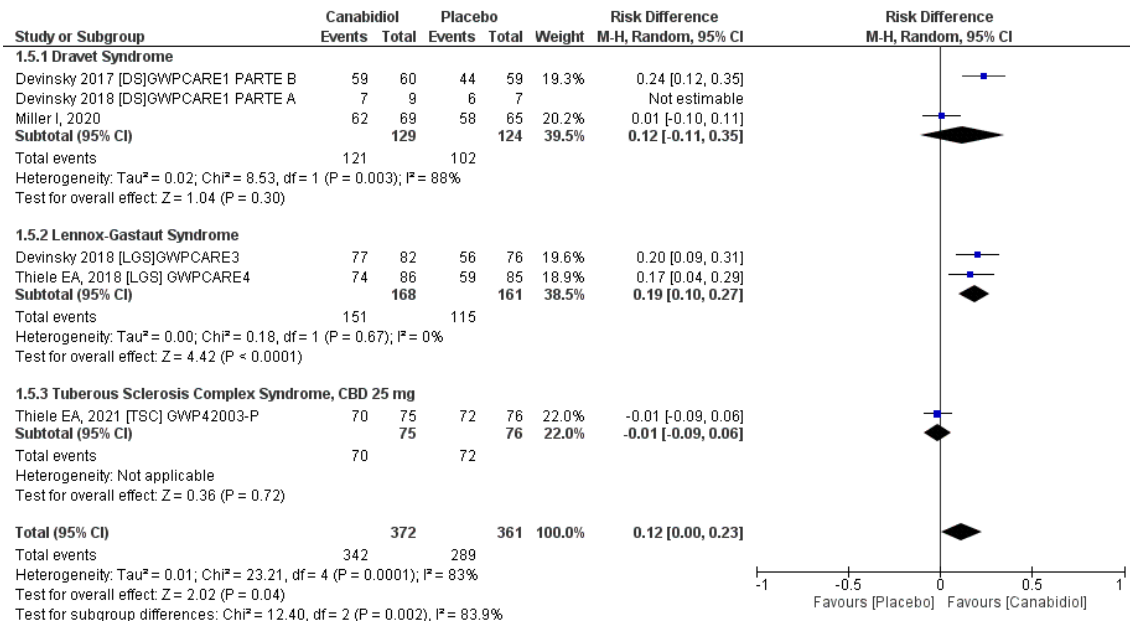 Canabidiol Placebo Risk Difference Risk Difference
Study or Subgroup Events Total Events Total Weight M-H, Random, 95% CI M-H, Random, 95% CI
1.5.1 Dravet Syndrome
Devinsky 2017 [DS]GWPCARE1 PARTE B 59 60 44 59 19.3% 0.24 [0.12, 0.35]
Devinsky 2018 [DS]GWPCARE1 PARTE A 7 9 6 7 Not estimable
Miller I, 2020 62 69 58 65 20.2% 0.01 [-0.10, 0.11]
Subtotal (95% CI) 129 124 39.5% 0.12 [-0.11, 0.35]
Total events 121 102
Heterogeneity: Tau² = 0.02; Chi² = 8.53, df = 1 (P = 0.003); I² = 88%
Test for overall effect: Z = 1.04 (P = 0.30)
1.5.2 Lennox-Gastaut Syndrome
Devinsky 2018 [LGS]GWPCARE3 77 82 56 76 19.6% 0.20 [0.09, 0.31]
Thiele EA, 2018 [LGS] GWPCARE4 74 86 59 85 18.9% 0.17 [0.04, 0.29]
Subtotal (95% CI) 168 161 38.5% 0.19 [0.10, 0.27]
Total events 151 115
Heterogeneity: Tau² = 0.00; Chi² = 0.18, df = 1 (P = 0.67); I² = 0%
Test for overall effect: Z = 4.42 (P < 0.0001)
1.5.3 Tuberous Sclerosis Complex Syndrome, CBD 25 mg
Thiele EA, 2021 [TSC] GWP42003-P 70 75 72 76 22.0% -0.01 [-0.09, 0.06]
Subtotal (95% CI) 75 76 22.0% -0.01 [-0.09, 0.06]
Total events 70 72
Heterogeneity: Not applicable
Test for overall effect: Z = 0.36 (P = 0.72)
Total (95% CI) 372 361 100.0% 0.12 [0.00, 0.23]
Total events 342 289
Heterogeneity: Tau² = 0.01; Chi² = 23.21, df = 4 (P = 0.0001); I² = 83%
Test for overall effect: Z = 2.02 (P = 0.04)
Test for subgroup differences: Chi² = 12.40, df = 2 (P = 0.002), I² = 83.9%
-1 -0.5 0 0.5 1
Favours [Placebo] Favours [Canabidiol]